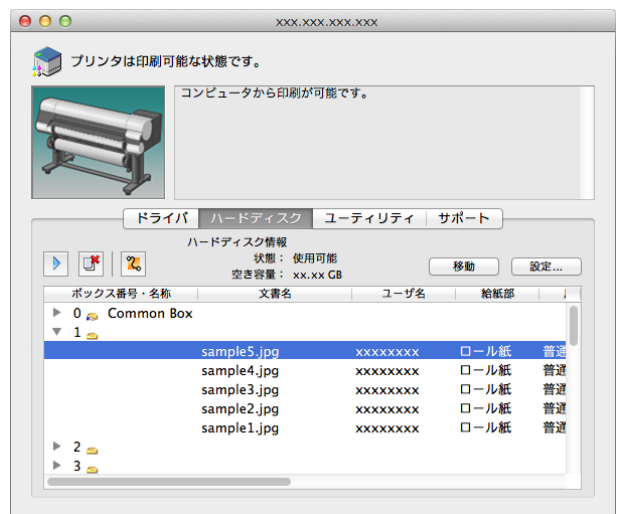 xxx.xxx.xxx.xxx
プリンタは印刷可能な状態です。
コンピュータから印刷が可能です。
ドライバ ハードディスク ユーティリティ サポート
ハードディスク情報
状態： 使用可能
空き容量： xx.xx GB
移動 設定...
ボックス番号・名称 文書名 ユーザ名 給紙部
0 Common Box
1
sample5.jpg xxxxxxxx ロール紙 普通
sample4.jpg xxxxxxxx ロール紙 普通
sample3.jpg xxxxxxxx ロール紙 普通
sample2.jpg xxxxxxxx ロール紙 普通
sample1.jpg xxxxxxxx ロール紙 普通
2
3